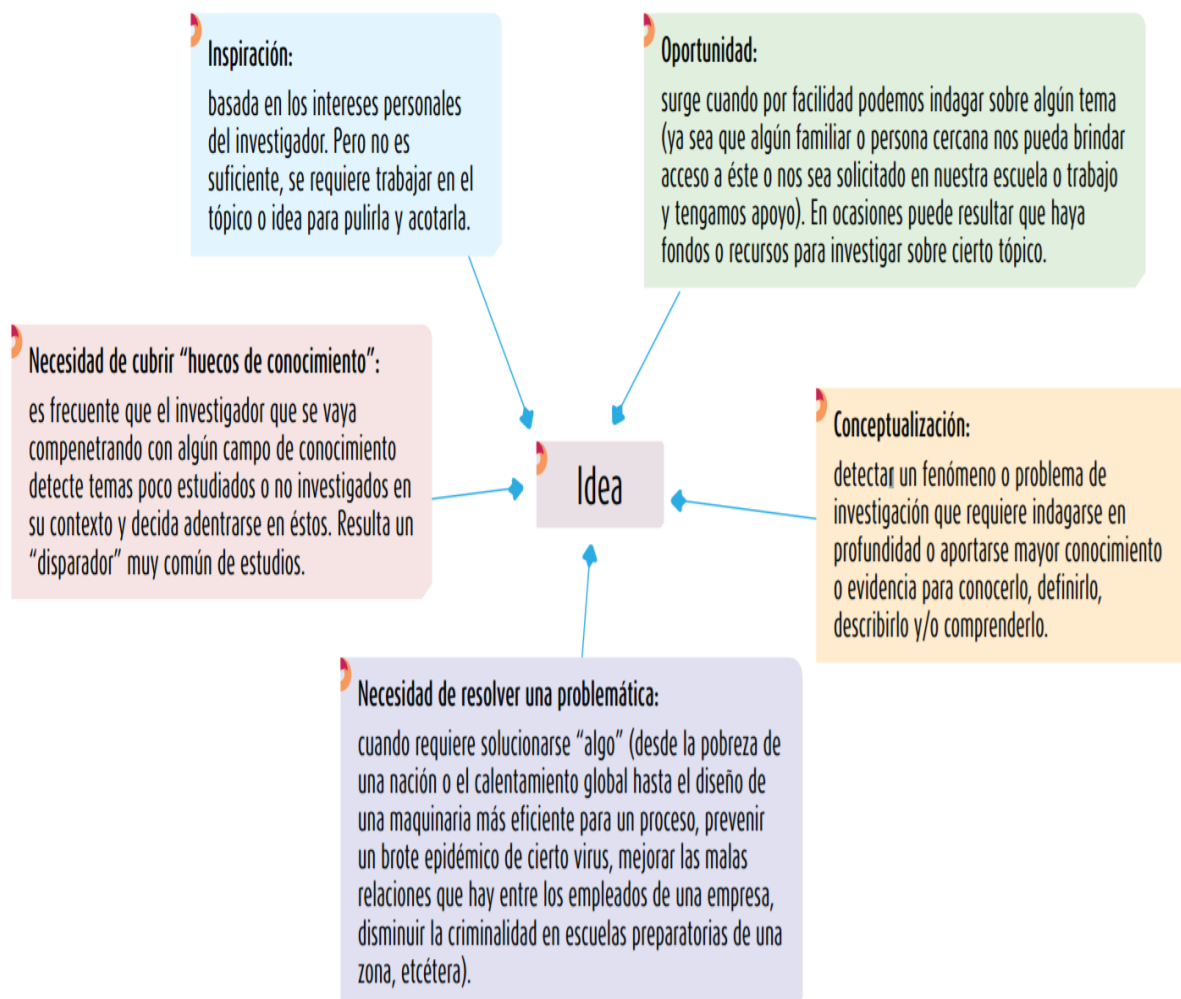 Inspiración:
basada en los intereses personales
del investigador. Pero no es
suficiente, se requiere trabajar en el
tópico o idea para pulirla y acotarla.
Oportunidad:
surge cuando por facilidad podemos indagar sobre algún tema
(ya sea que algún familiar o persona cercana nos pueda brindar
acceso a éste o nos sea solicitado en nuestra escuela o trabajo
y tengamos apoyo). En ocasiones puede resultar que haya
fondos o recursos para investigar sobre cierto tópico.
Necesidad de cubrir “huecos de conocimiento”:
es frecuente que el investigador que se vaya
compenetrando con algún campo de conocimiento
detecte temas poco estudiados o no investigados en
su contexto y decida adentrarse en éstos. Resulta un
“disparador” muy común de estudios.
Idea
Conceptualización:
detectar un fenómeno o problema de
investigación que requiere indagarse en
profundidad o aportarse mayor conocimiento
o evidencia para conocerlo, definirlo,
describirlo y/o comprenderlo.
Necesidad de resolver una problemática:
cuando requiere solucionarse “algo” (desde la pobreza de
una nación o el calentamiento global hasta el diseño de
una maquinaria más eficiente para un proceso, prevenir
un brote epidémico de cierto virus, mejorar las malas
relaciones que hay entre los empleados de una empresa,
disminuir la criminalidad en escuelas preparatorias de una
zona, etcétera).